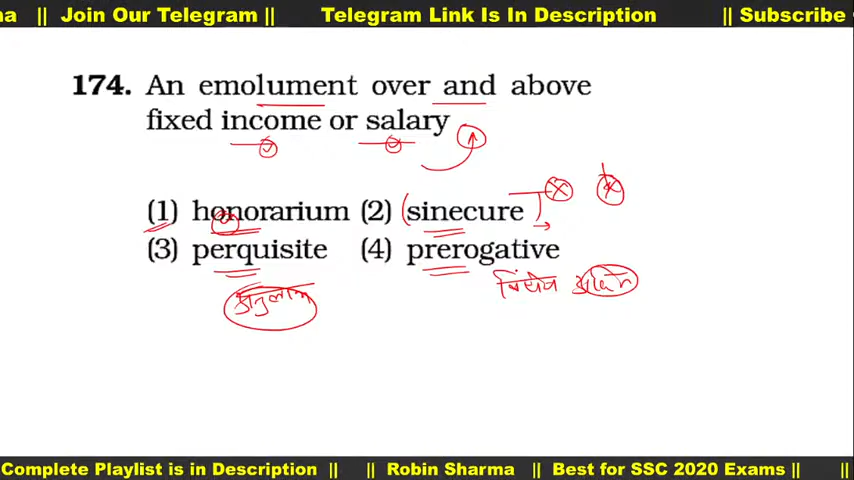 a || Join Our Telegram || Telegram Link Is In Description || Subscribe
174. An emolument over and above
fixed income or salary
(1) honorarium (2) sinecure
(3) perquisite (4) prerogative
Complete Playlist is in Description || || Robin Sharma || Best for SSC 2020 Exams || ||